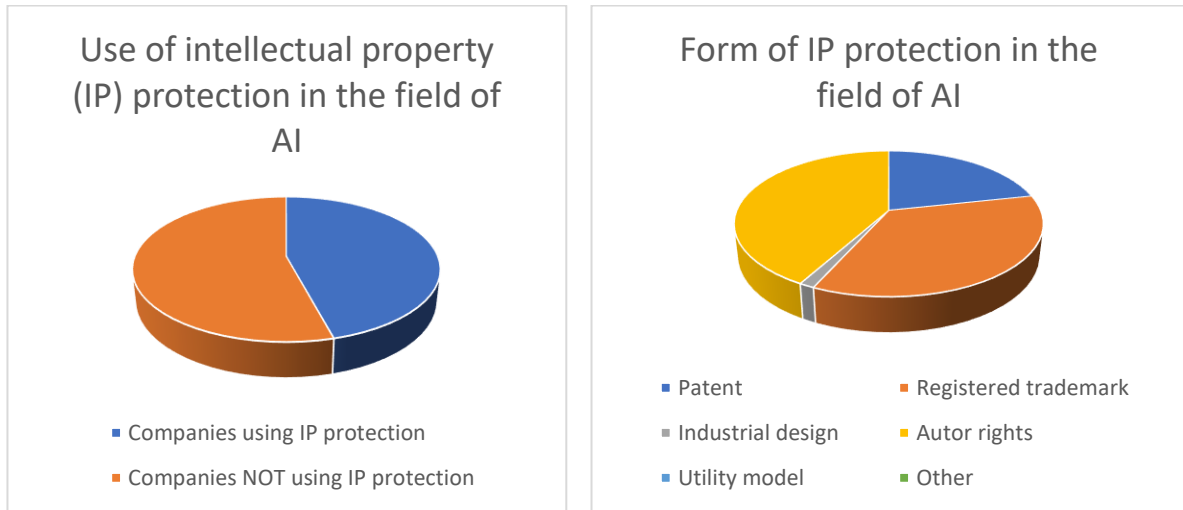 Use of intellectual property
(IP) protection in the field of
AI
Companies using IP protection
Companies NOT using IP protection
Form of IP protection in the
field of AI
Patent
Registered trademark
Industrial design
Autor rights
Utility model
Other